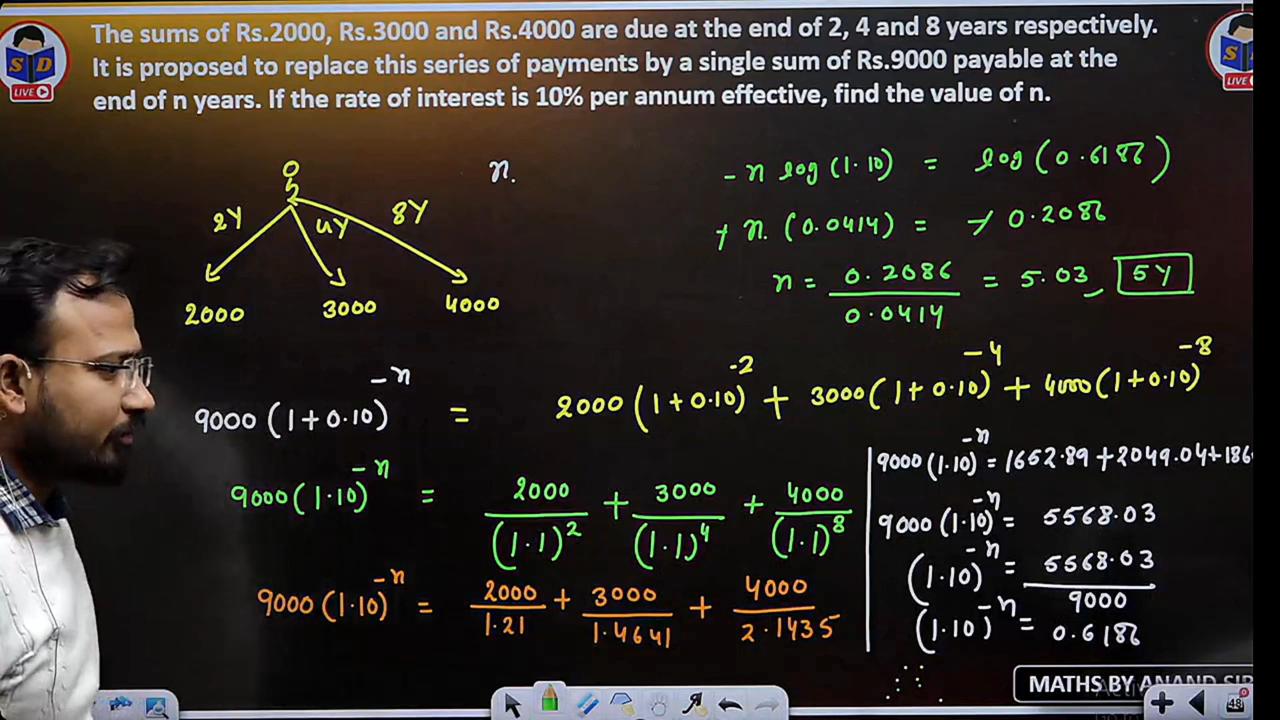 The sums of Rs.2000, Rs.3000 and Rs.4000 are due at the end of 2, 4 and 8 years respectively.
It is proposed to replace this series of payments by a single sum of Rs.9000 payable at the
end of n years. If the rate of interest is 10% per annum effective, find the value of n.
SD
LIVE
S
LIVE
0
2Y 4Y 8Y
2000 3000 4000
n.
-n log(1.10) = log(0.6186)
+ n. (0.0414) = -/ 0.2086
n = 0.2086 / 0.0414 = 5.03, 5Y
9000 (1+0.10)^-n = 2000 (1+0.10)^-2 + 3000 (1+0.10)^-4 + 4000 (1+0.10)^-8
9000 (1.10)^-n = 2000/(1.1)^2 + 3000/(1.1)^4 + 4000/(1.1)^8
9000 (1.10)^-n = 2000/1.21 + 3000/1.4641 + 4000/2.1435
9000 (1.10)^-n = 1652.89 + 2049.04 + 186
9000 (1.10)^-n = 5568.03
(1.10)^-n = 5568.03 / 9000
(1.10)^-n = 0.6186
MATHS BY ANAND SIR
48